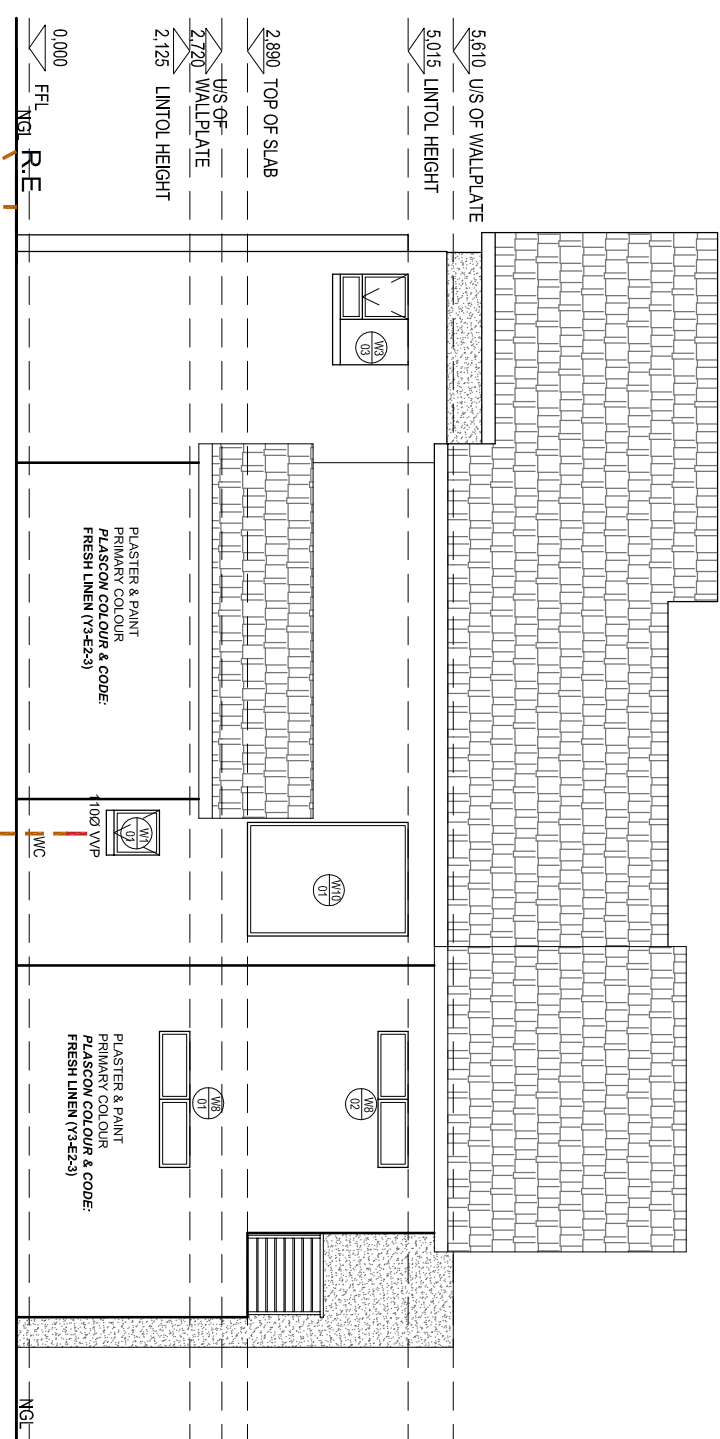 5,610 U/S OF WALLPLATE
5,015 LINTOL HEIGHT
2,890 TOP OF SLAB
2,720 U/S OF
WALLPLATE
2,125 LINTOL HEIGHT
0,000 FFL
NGL R.E
W3
03
W10
01
W1
01
110Ø VVP
WC
W8
02
W8
01
PLASTER & PAINT
PRIMARY COLOUR
PLASCON COLOUR & CODE:
FRESH LINEN (Y3-E2-3)
PLASTER & PAINT
PRIMARY COLOUR
PLASCON COLOUR & CODE:
FRESH LINEN (Y3-E2-3)
NGL